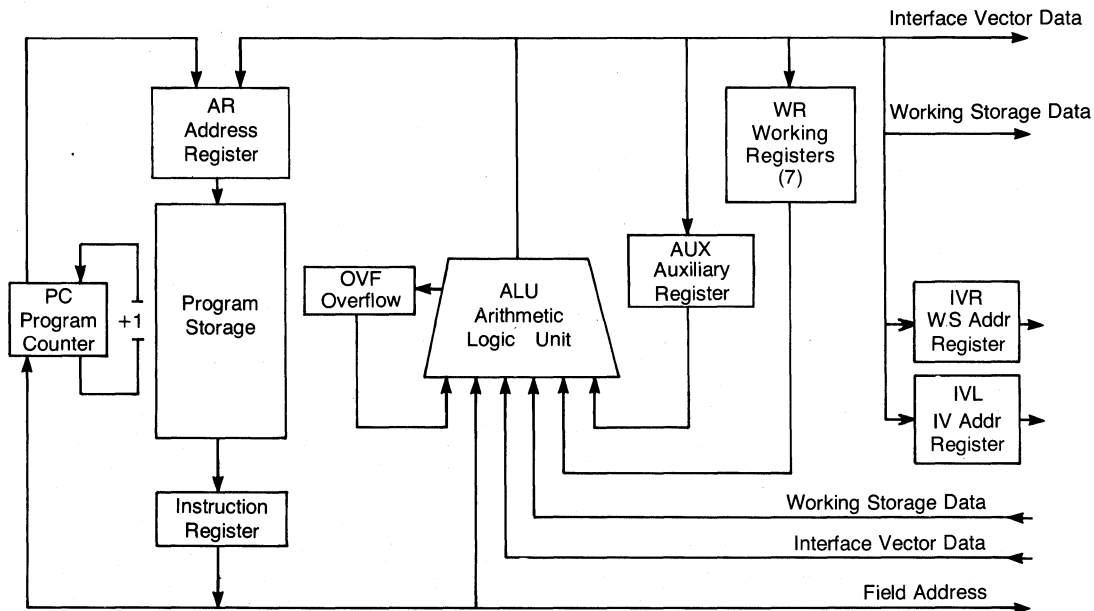 Interface Vector Data
AR
Address
Register
WR
Working
Registers
(7)
Working Storage Data
Program
Storage
PC
Program
Counter
+1
OVF
Overflow
ALU
Arithmetic
Logic Unit
AUX
Auxiliary
Register
IVR
W.S Addr
Register
IVL
IV Addr
Register
Instruction
Register
Working Storage Data
Interface Vector Data
Field Address